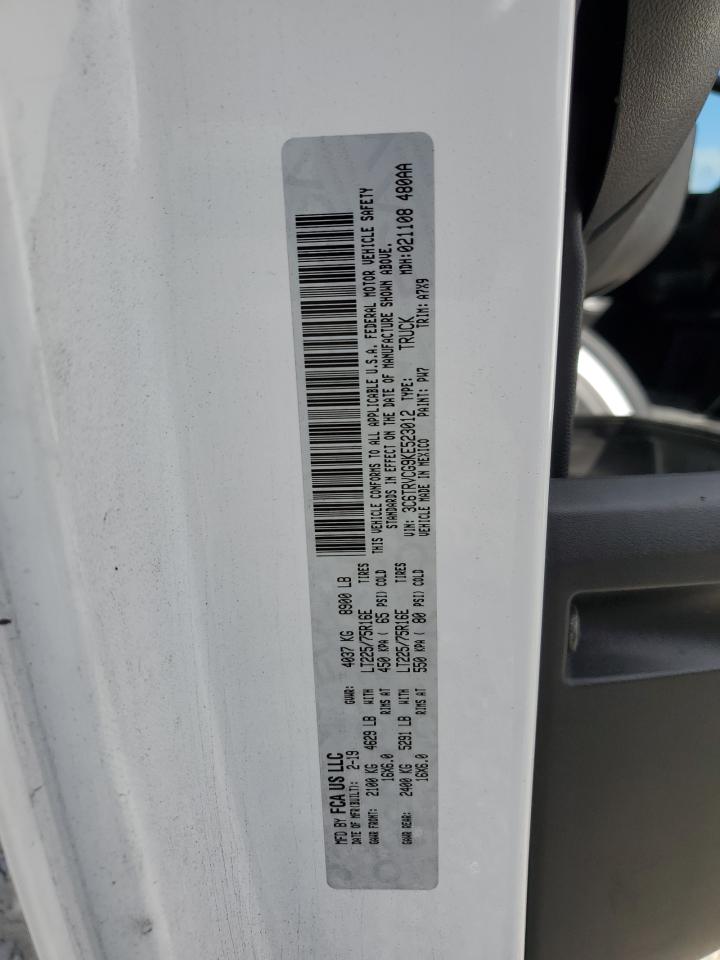 MFD BY FCA US LLC
DATE OF MFR(BUILT): 2-19 GVWR: 4037 KG 8900 LB
GAWR FRONT: 2100 KG 4629 LB WITH LT225/75R16E TIRES
16X6.0 RIMS AT 450 KPA ( 65 PSI) COLD
GAWR REAR: 2400 KG 5291 LB WITH LT225/75R16E TIRES
16X6.0 RIMS AT 550 KPA ( 80 PSI) COLD
THIS VEHICLE CONFORMS TO ALL APPLICABLE U.S.A. FEDERAL MOTOR VEHICLE SAFETY
STANDARDS IN EFFECT ON THE DATE OF MANUFACTURE SHOWN ABOVE.
VIN: 3C6TRVCG9KE523012 TYPE: TRUCK MDH:021108 480AA
VEHICLE MADE IN MEXICO PAINT: PW7 TRIM: A7X9